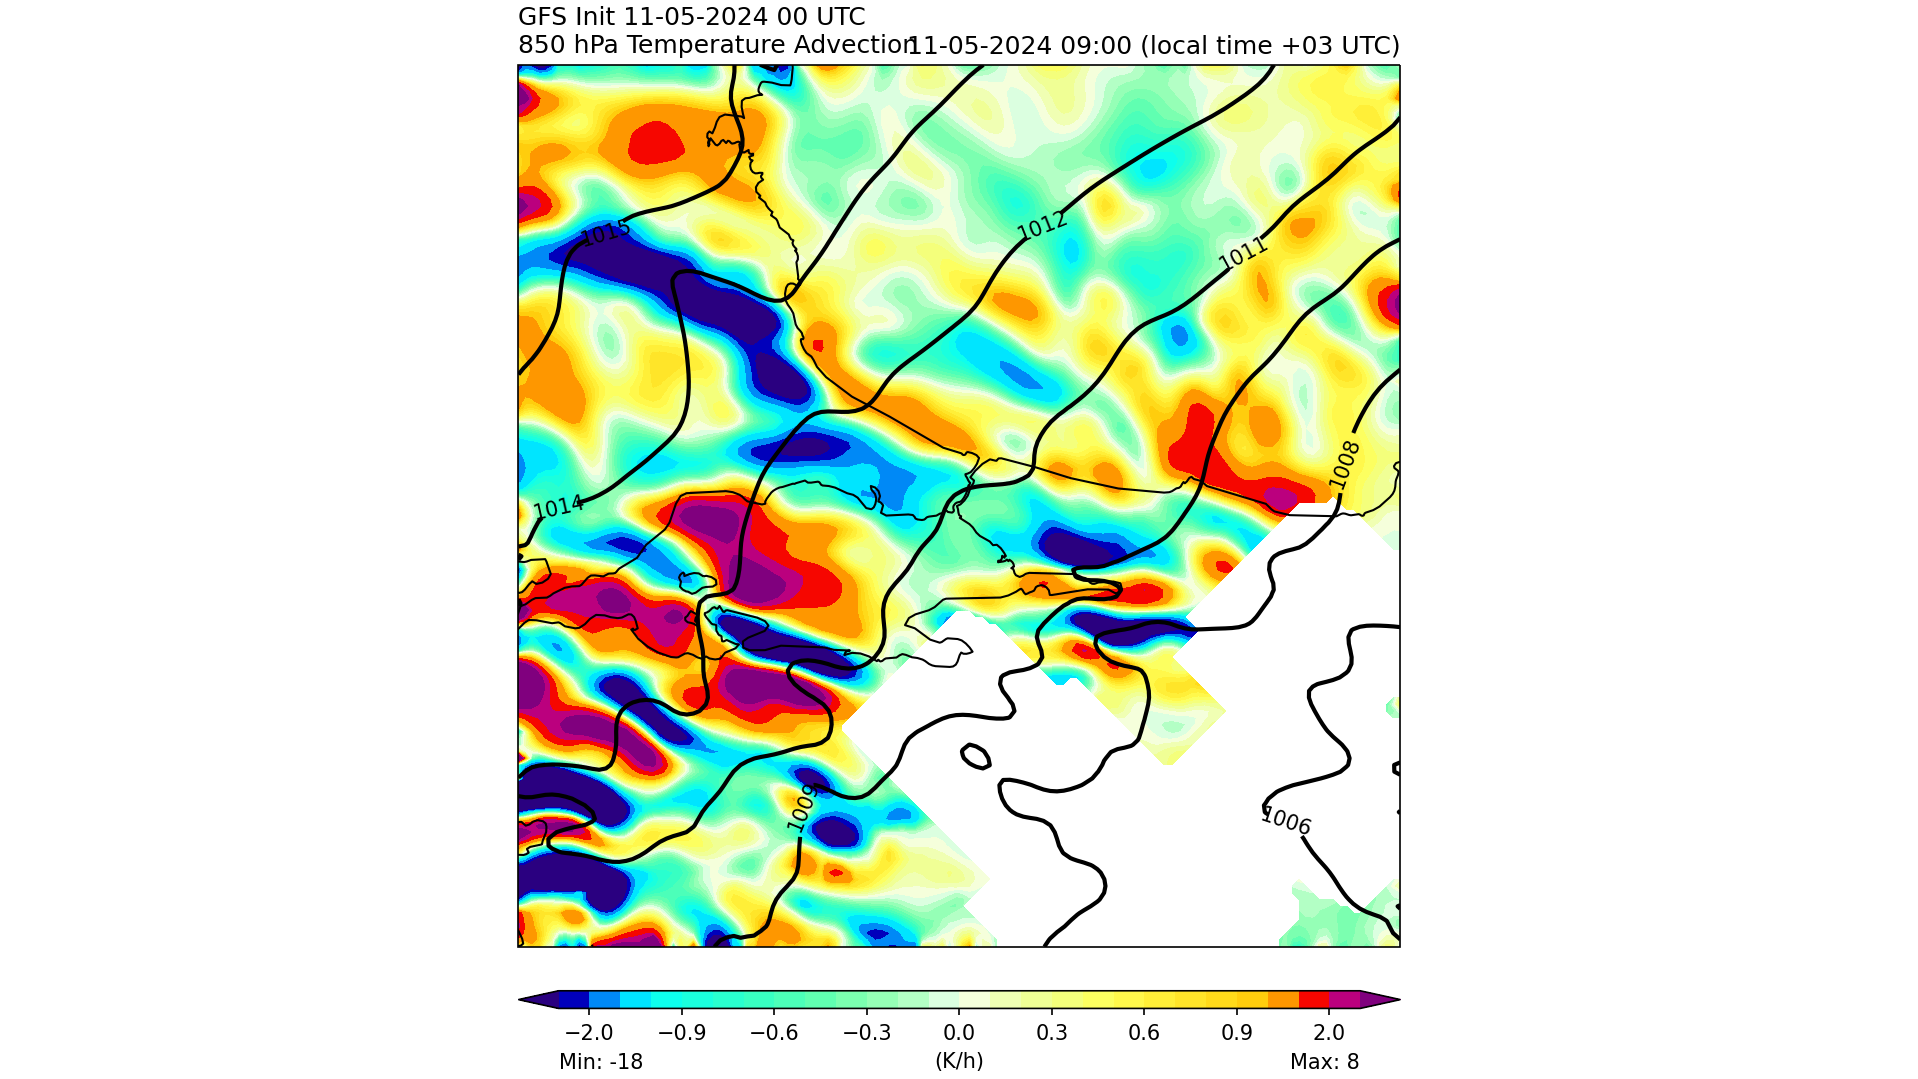 GFS Init 11-05-2024 00 UTC
850 hPa Temperature Advection
11-05-2024 09:00 (local time +03 UTC)
1015
1012
1011
1008
1014
1009
1006
−2.0 −0.9 −0.6 −0.3 0.0 0.3 0.6 0.9 2.0
Min: -18 (K/h) Max: 8